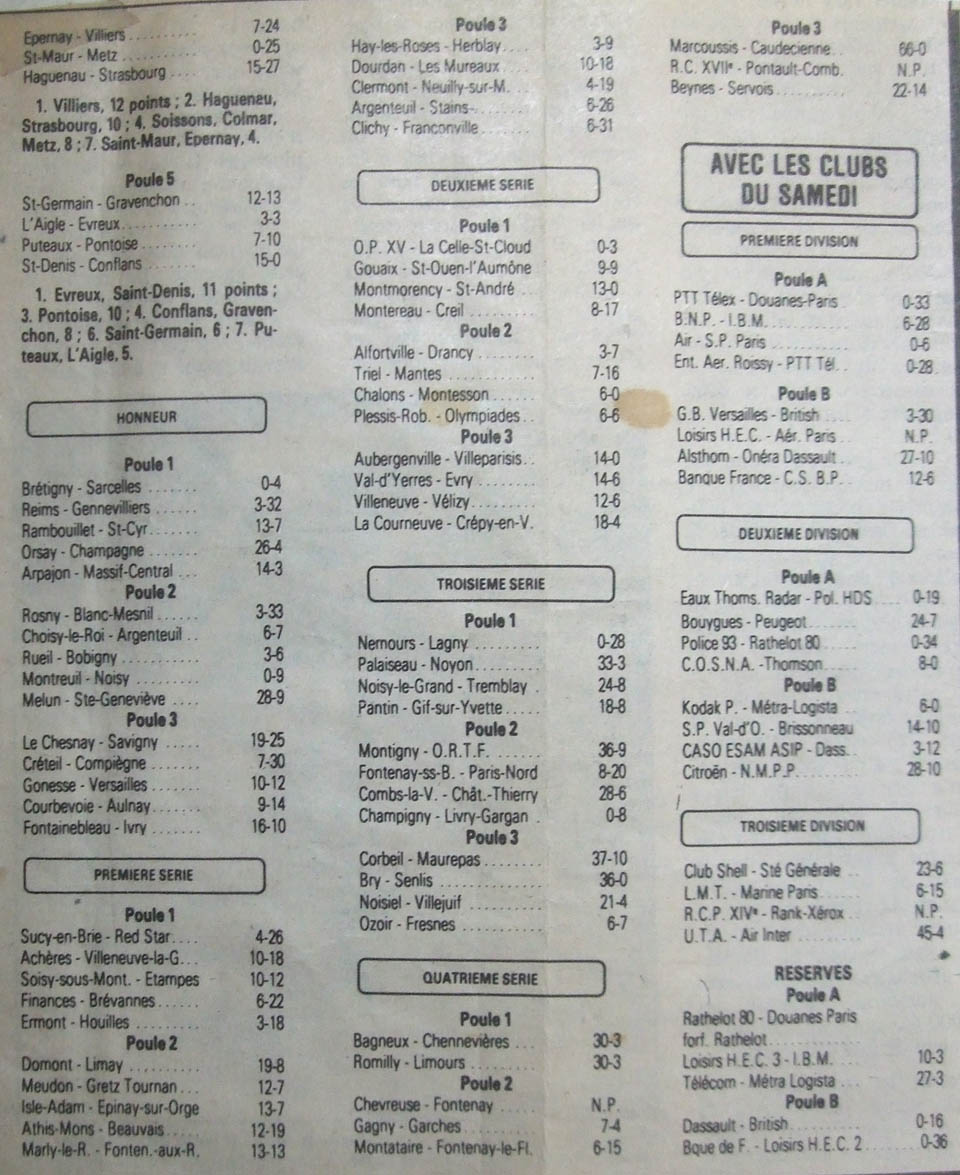 Epernay - Villiers ......... 7-24
St-Maur - Metz ............ 0-25
Haguenau - Strasbourg .... 15-27
1. Villiers, 12 points ; 2. Haguenau,
Strasbourg, 10 ; 4. Soissons, Colmar,
Metz, 8 ; 7. Saint-Maur, Epernay, 4.
Poule 5
St-Germain - Gravenchon ... 12-13
L'Aigle - Evreux ........... 3-3
Puteaux - Pontoise ........ 7-10
St-Denis - Conflans ....... 15-0
1. Evreux, Saint-Denis, 11 points ;
3. Pontoise, 10 ; 4. Conflans, Graven-
chon, 8 ; 6. Saint-Germain, 6 ; 7. Pu-
teaux, L'Aigle, 5.
HONNEUR
Poule 1
Brétigny - Sarcelles ....... 0-4
Reims - Gennevilliers ..... 3-32
Rambouillet - St-Cyr ...... 13-7
Orsay - Champagne ....... 26-4
Arpajon - Massif-Central ... 14-3
Poule 2
Rosny - Blanc-Mesnil ...... 3-33
Choisy-le-Roi - Argenteuil .. 6-7
Rueil - Bobigny ........... 3-6
Montreuil - Noisy ......... 0-9
Melun - Ste-Geneviève ..... 28-9
Poule 3
Le Chesnay - Savigny ..... 19-25
Créteil - Compiègne ....... 7-30
Gonesse - Versailles ...... 10-12
Courbevoie - Aulnay ....... 9-14
Fontainebleau - Ivry ....... 16-10
PREMIERE SERIE
Poule 1
Sucy-en-Brie - Red Star .... 4-26
Achères - Villeneuve-la-G... 10-18
Soisy-sous-Mont. - Etampes 10-12
Finances - Brévannes ...... 6-22
Ermont - Houilles ......... 3-18
Poule 2
Domont - Limay .......... 19-8
Meudon - Gretz Tournan ... 12-7
Isle-Adam - Epinay-sur-Orge 13-7
Athis-Mons - Beauvais ..... 12-19
Marly-le-R. - Fonten.-aux-R. 13-13
Poule 3
Hay-les-Roses - Herblay .... 3-9
Dourdan - Les Mureaux .... 10-18
Clermont - Neuilly-sur-M. 4-19
Argenteuil - Stains ........ 6-26
Clichy - Franconville ....... 6-31
DEUXIEME SERIE
Poule 1
O.P. XV - La Celle-St-Cloud 0-3
Gouaix - St-Ouen-l'Aumône 9-9
Montmorency - St-André ... 13-0
Montereau - Creil ......... 8-17
Poule 2
Alfortville - Drancy ........ 3-7
Triel - Mantes ............ 7-16
Chalons - Montesson ...... 6-0
Plessis-Rob. - Olympiades .. 6-6
Poule 3
Aubergenville - Villeparisis .. 14-0
Val-d'Yerres - Evry ........ 14-6
Villeneuve - Vélizy ........ 12-6
La Courneuve - Crépy-en-V. 18-4
TROISIEME SERIE
Poule 1
Nemours - Lagny ......... 0-28
Palaiseau - Noyon ........ 33-3
Noisy-le-Grand - Tremblay . 24-8
Pantin - Gif-sur-Yvette ..... 18-8
Poule 2
Montigny - O.R.T.F. ....... 36-9
Fontenay-ss-B. - Paris-Nord 8-20
Combs-la-V. - Chât.-Thierry 28-6
Champigny - Livry-Gargan . 0-8
Poule 3
Corbeil - Maurepas ........ 37-10
Bry - Senlis .............. 36-0
Noisiel - Villejuif .......... 21-4
Ozoir - Fresnes ........... 6-7
QUATRIEME SERIE
Poule 1
Bagneux - Chennevières ... 30-3
Romilly - Limours ......... 30-3
Poule 2
Chevreuse - Fontenay ..... N.P.
Gagny - Garches .......... 7-4
Montataire - Fontenay-le-Fl. 6-15
Poule 3
Marcoussis - Caudecienne .. 66-0
R.C. XVIIe - Pontault-Comb. N.P.
Beynes - Servois .......... 22-14
AVEC LES CLUBS
DU SAMEDI
PREMIERE DIVISION
Poule A
PTT Télex - Douanes-Paris . 0-33
B.N.P. - I.B.M. ............ 6-28
Air - S.P. Paris ............ 0-6
Ent. Aer. Roissy - PTT Tél. . 0-28
Poule B
G.B. Versailles - British .... 3-30
Loisirs H.E.C. - Aér. Paris .. N.P.
Alsthom - Onéra Dassault .. 27-10
Banque France - C.S. B.P. .. 12-6
DEUXIEME DIVISION
Poule A
Eaux Thoms. Radar - Pol. HDS 0-19
Bouygues - Peugeot ....... 24-7
Police 93 - Rathelot 80 .... 0-34
C.O.S.N.A. -Thomson ..... 8-0
Poule B
Kodak P. - Métra-Logista ... 6-0
S.P. Val-d'O. - Brissonneau 14-10
CASO ESAM ASIP - Dass. .. 3-12
Citroën - N.M.P.P. ......... 28-10
TROISIEME DIVISION
Club Shell - Sté Générale .. 23-6
L.M.T. - Marine Paris ...... 6-15
R.C.P. XIVe - Rank-Xérox .. N.P.
U.T.A. - Air Inter .......... 45-4
RESERVES
Poule A
Rathelot 80 - Douanes Paris
forf. Rathelot ..............
Loisirs H.E.C. 3 - I.B.M. .... 10-3
Télécom - Métra Logista ... 27-3
Poule B
Dassault - British .......... 0-16
Bque de F. - Loisirs H.E.C. 2 .... 0-36